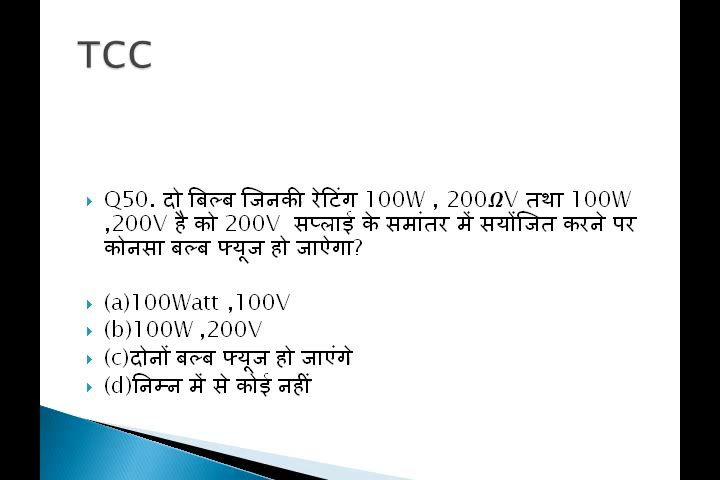 TCC
Q50. दो बिल्ब जिनकी रेटिंग 100W , 200ΩV तथा 100W
,200V है को 200V सप्लाई के समांतर में सयोंजित करने पर
कोनसा बल्ब फ्यूज हो जाऐगा?
(a)100Watt ,100V
(b)100W ,200V
(c)दोनों बल्ब फ्यूज हो जाएंगे
(d)निम्न में से कोई नहीं